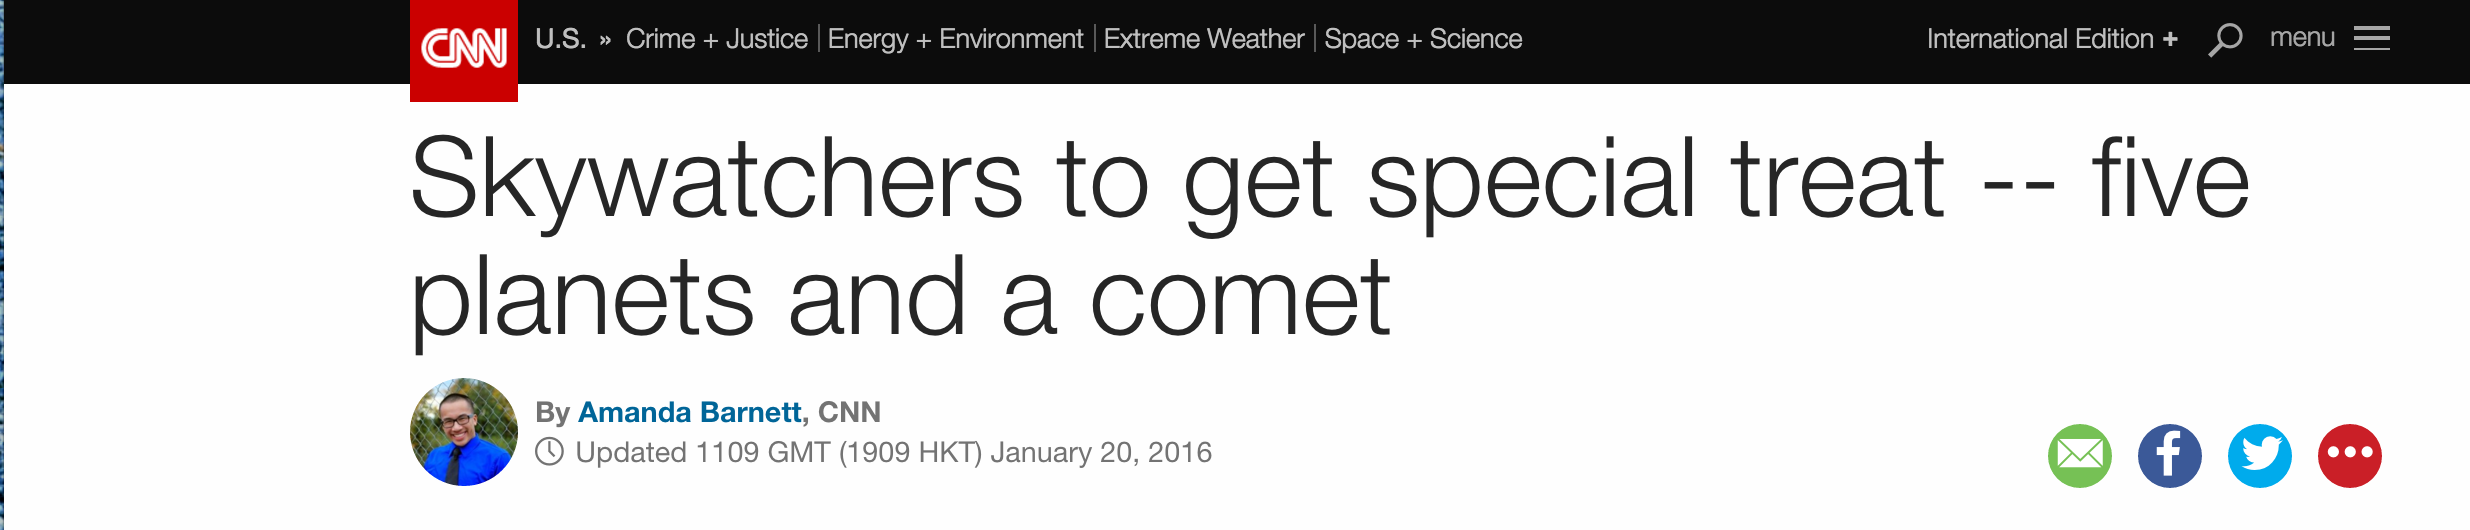 CNN U.S. » Crime + Justice | Energy + Environment | Extreme Weather | Space + Science International Edition + menu
Skywatchers to get special treat -- five
planets and a comet
By Amanda Barnett, CNN
Updated 1109 GMT (1909 HKT) January 20, 2016